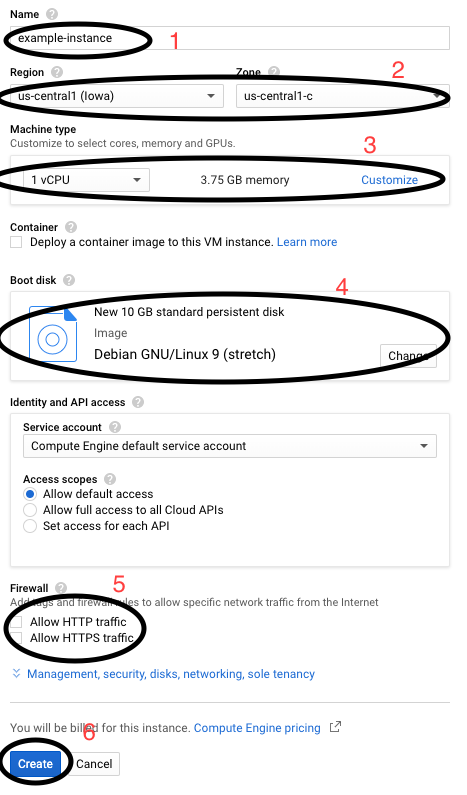 Name
example-instance
1
Region Zone 2
us-central1 (Iowa) us-central1-c
Machine type
Customize to select cores, memory and GPUs.
3
1 vCPU 3.75 GB memory Customize
Container
Deploy a container image to this VM instance. Learn more
Boot disk
4
New 10 GB standard persistent disk
Image
Debian GNU/Linux 9 (stretch)
Change
Identity and API access
Service account
Compute Engine default service account
Access scopes
Allow default access
Allow full access to all Cloud APIs
Set access for each API
Firewall 5
Add tags and firewall rules to allow specific network traffic from the Internet
Allow HTTP traffic
Allow HTTPS traffic
Management, security, disks, networking, sole tenancy
You will be billed for this instance. Compute Engine pricing
6
Create Cancel